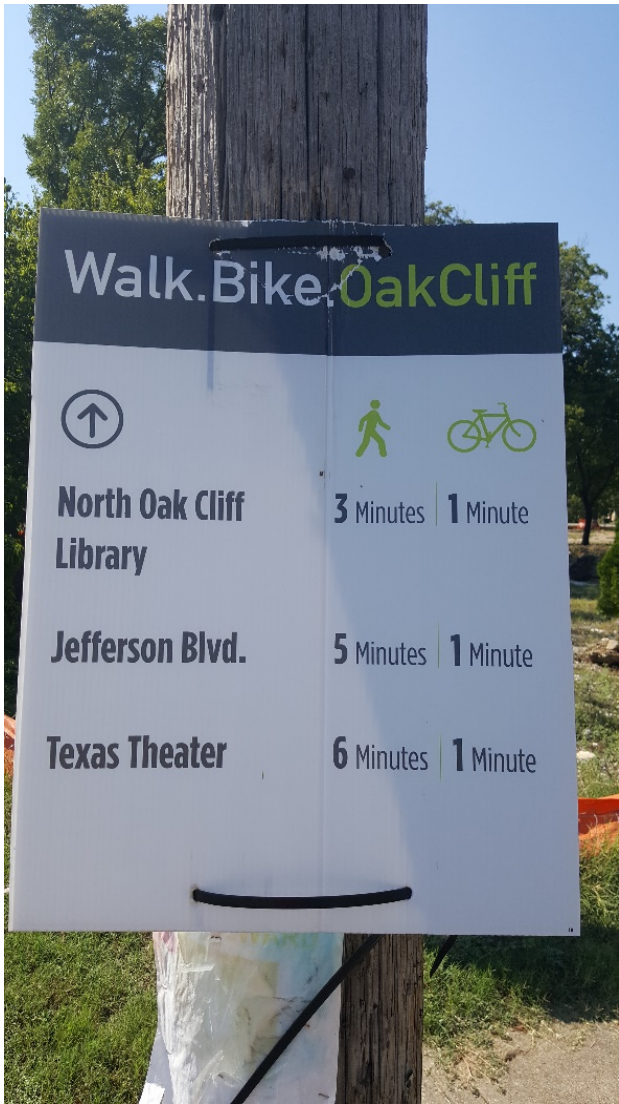 Walk.Bike.OakCliff
North Oak Cliff
Library
3 Minutes 1 Minute
Jefferson Blvd. 5 Minutes 1 Minute
Texas Theater 6 Minutes 1 Minute